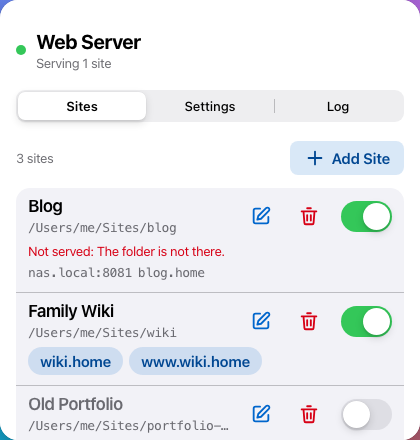 Web Server
Serving 1 site
Sites Settings Log
3 sites
Add Site
Blog
/Users/me/Sites/blog
Not served: The folder is not there.
nas.local:8081 blog.home
Family Wiki
/Users/me/Sites/wiki
wiki.home www.wiki.home
Old Portfolio
/Users/me/Sites/portfolio-…